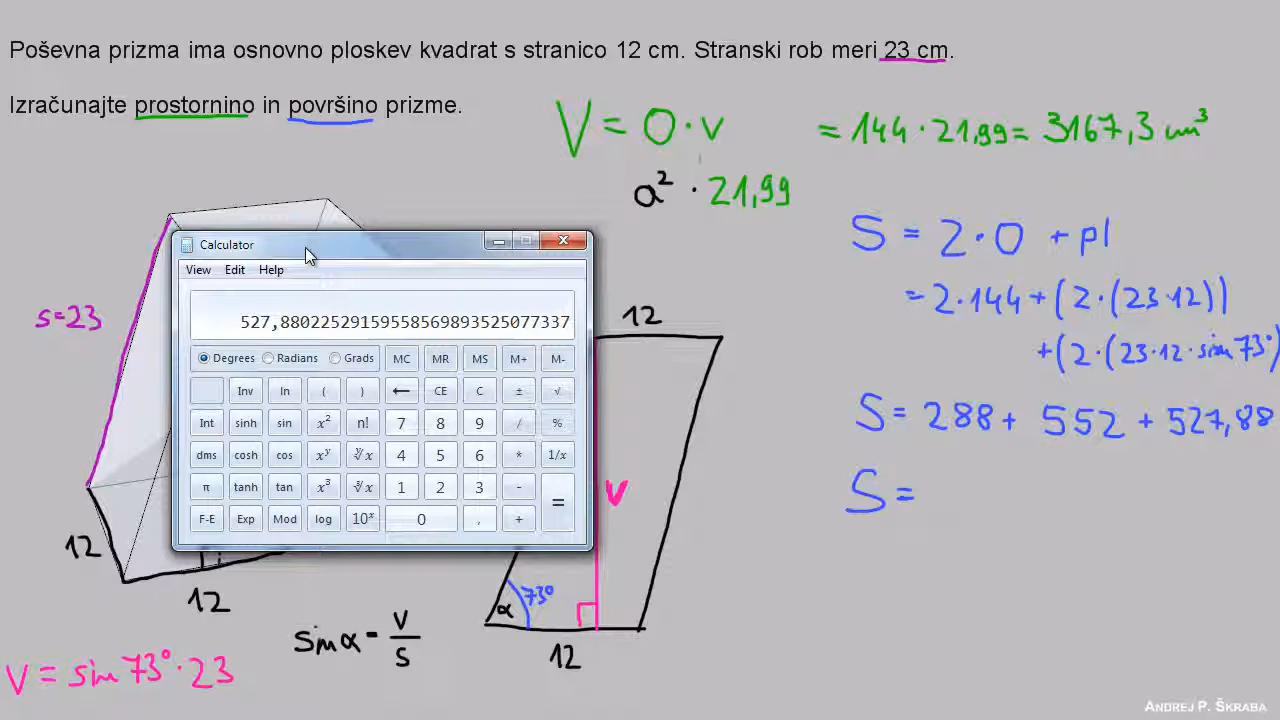 Poševna prizma ima osnovno ploskev kvadrat s stranico 12 cm. Stranski rob meri 23 cm.
Izračunajte prostornino in površino prizme.
V = O · v = 144 · 21,99 = 3167,3 cm³
a² · 21,99
S = 2·O + pl
= 2·144 + (2·(23·12))
+ (2·(23·12·sin 73°)
S = 288 + 552 + 527,88
S =
s=23
12
12
Calculator
View Edit Help
527,88022529159558569893525077337
Degrees Radians Grads MC MR MS M+ M-
Inv ln ( ) ← CE C ± √
Int sinh sin x² n! 7 8 9 / %
dms cosh cos xʸ ʸ√x 4 5 6 * 1/x
π tanh tan x³ ³√x 1 2 3 - =
F-E Exp Mod log 10ˣ 0 , +
12
v
α 73°
12
sin α = v/s
v = sin 73° · 23
ANDREJ P. ŠKRABA